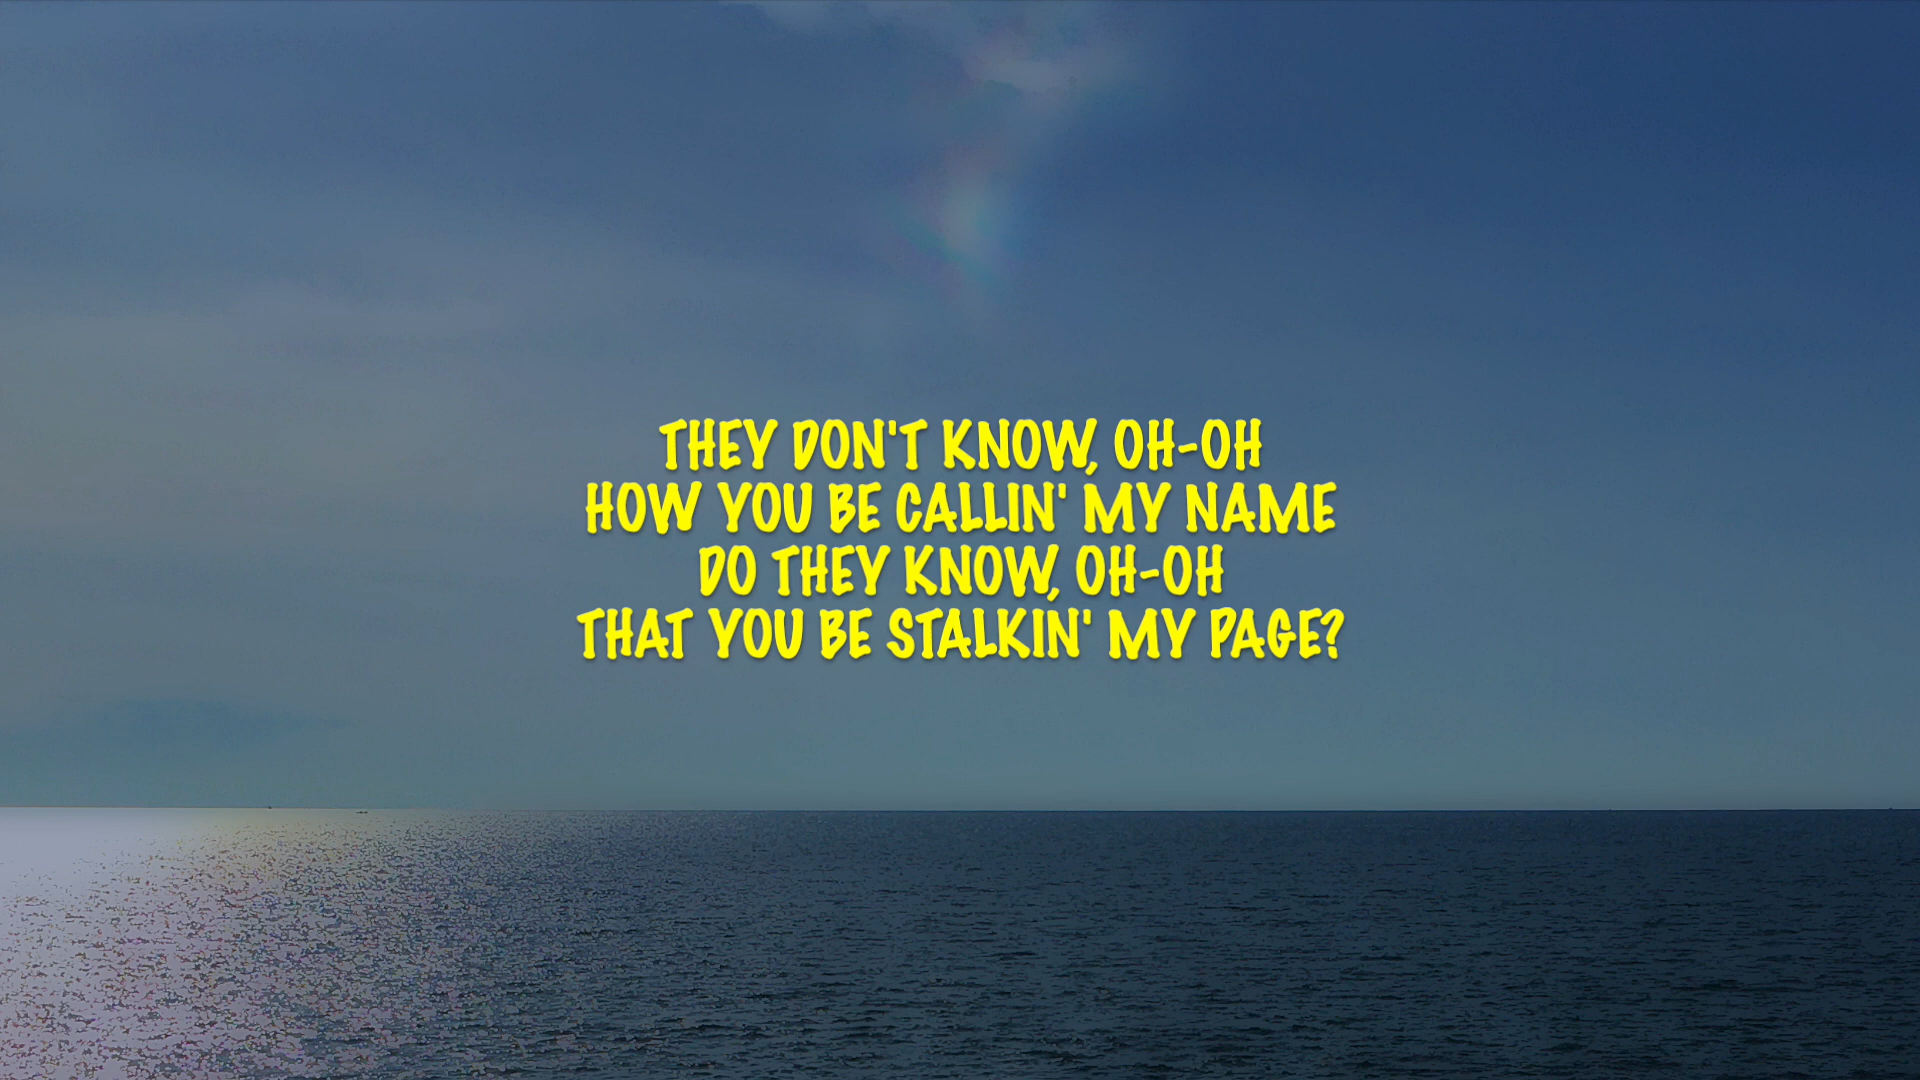 THEY DON'T KNOW, OH-OH
HOW YOU BE CALLIN' MY NAME
DO THEY KNOW, OH-OH
THAT YOU BE STALKIN' MY PAGE?